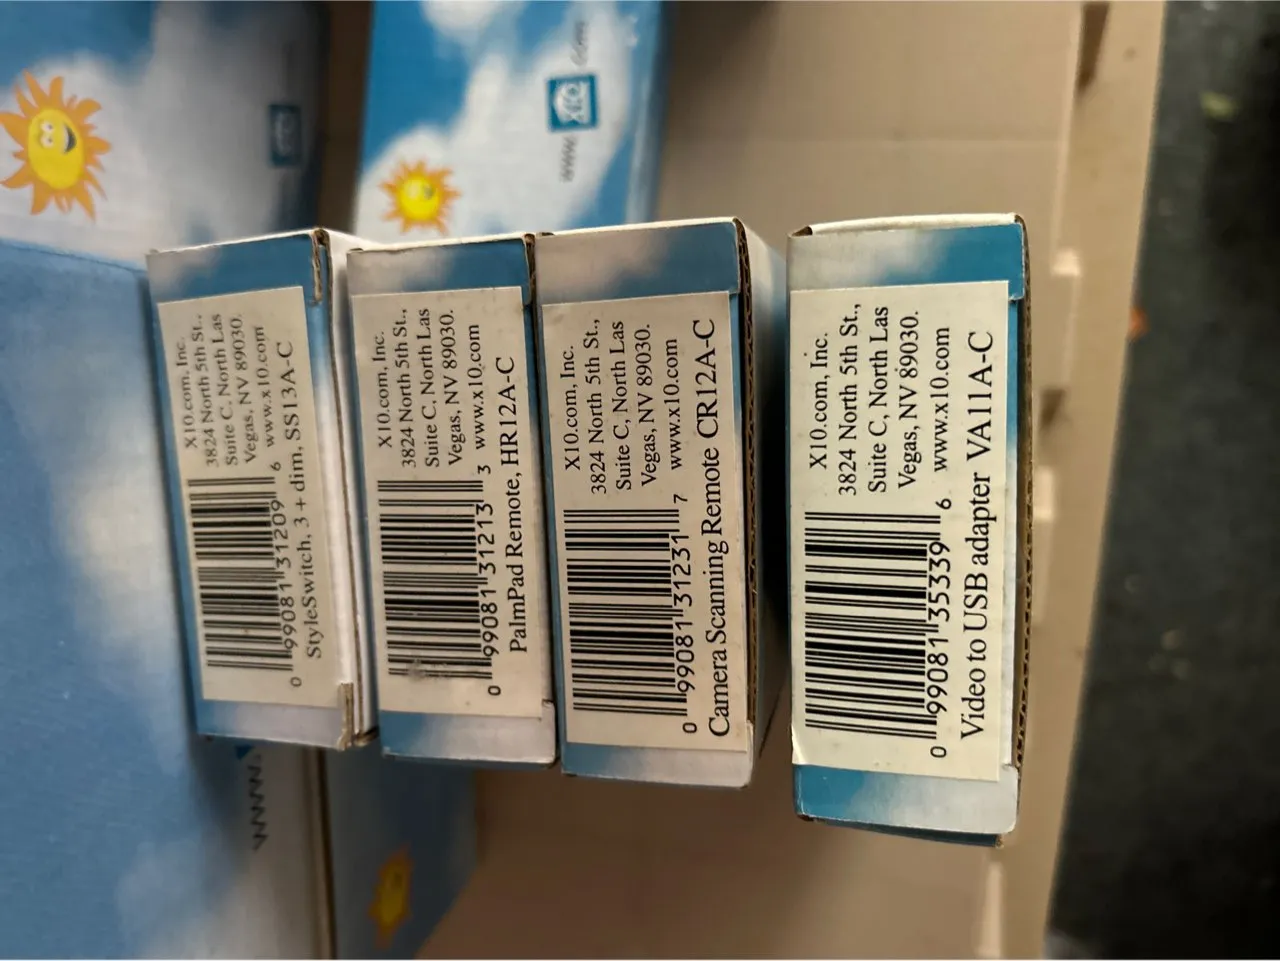 X10.com, Inc.
3824 North 5th St.,
Suite C, North Las
Vegas, NV 89030.
www.x10.com
0 99081 31209 6
StyleSwitch, 3 + dim, SS13A-C
X10.com, Inc.
3824 North 5th St.,
Suite C, North Las
Vegas, NV 89030.
www.x10.com
0 99081 31213 3
PalmPad Remote, HR12A-C
X10.com, Inc.
3824 North 5th St.,
Suite C, North Las
Vegas, NV 89030.
www.x10.com
0 99081 31231 7
Camera Scanning Remote CR12A-C
X10.com, Inc.
3824 North 5th St.,
Suite C, North Las
Vegas, NV 89030.
www.x10.com
0 99081 35339 6
Video to USB adapter VA11A-C
www. X10 .com
X10
www.